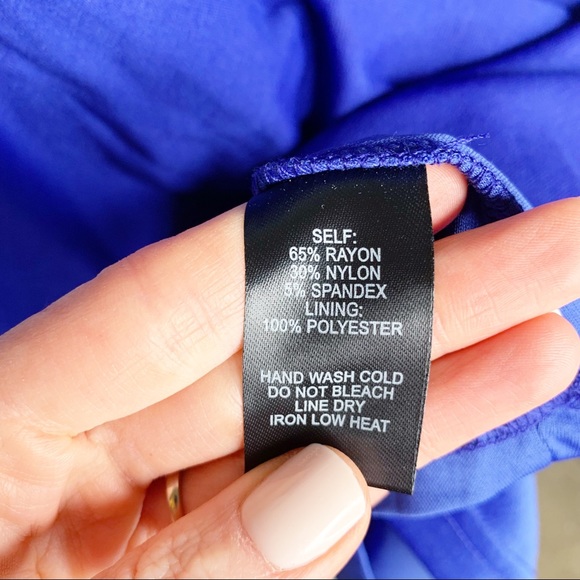 SELF:
65% RAYON
30% NYLON
5% SPANDEX
LINING:
100% POLYESTER
HAND WASH COLD
DO NOT BLEACH
LINE DRY
IRON LOW HEAT